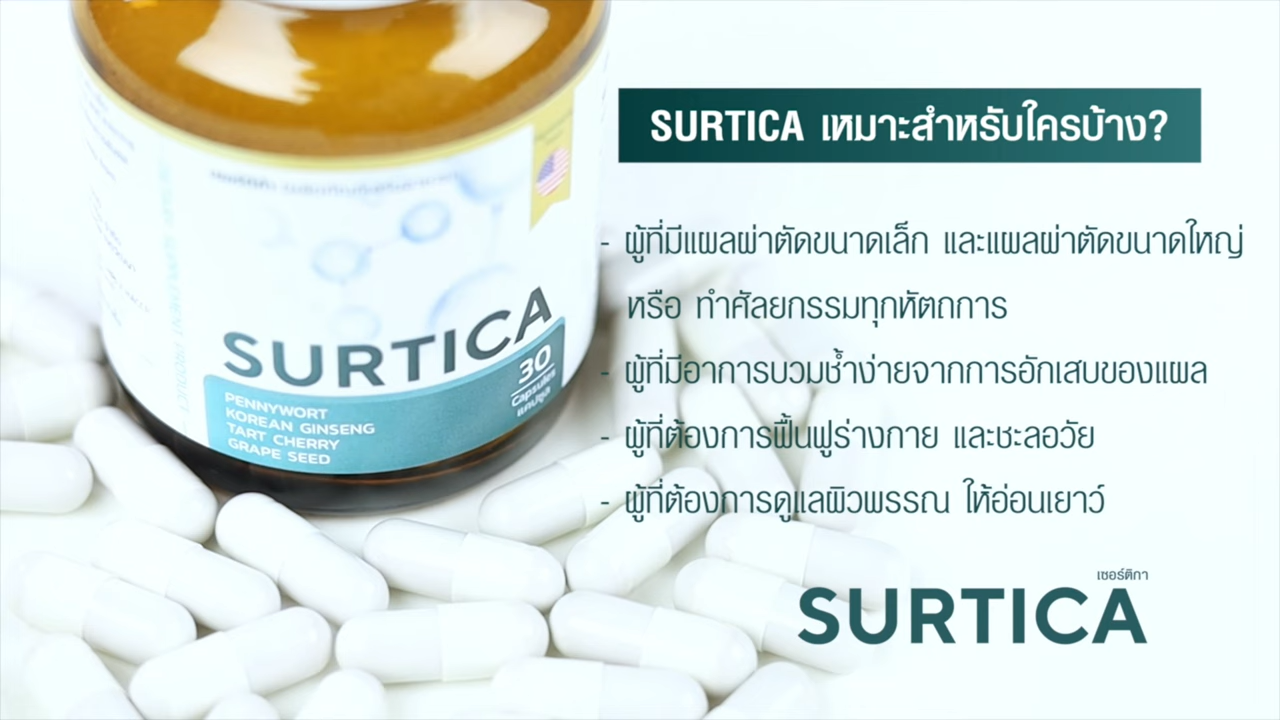 SURTICA เหมาะสำหรับใครบ้าง?
- ผู้ที่มีแผลผ่าตัดขนาดเล็ก และแผลผ่าตัดขนาดใหญ่
หรือ ทำศัลยกรรมทุกหัตถการ
- ผู้ที่มีอาการบวมช้ำง่ายจากการอักเสบของแผล
- ผู้ที่ต้องการฟื้นฟูร่างกาย และชะลอวัย
- ผู้ที่ต้องการดูแลผิวพรรณ ให้อ่อนเยาว์
เซอร์ติกา
SURTICA
SURTICA
30
Capsules
แคปซูล
PENNYWORT
KOREAN GINSENG
TART CHERRY
GRAPE SEED